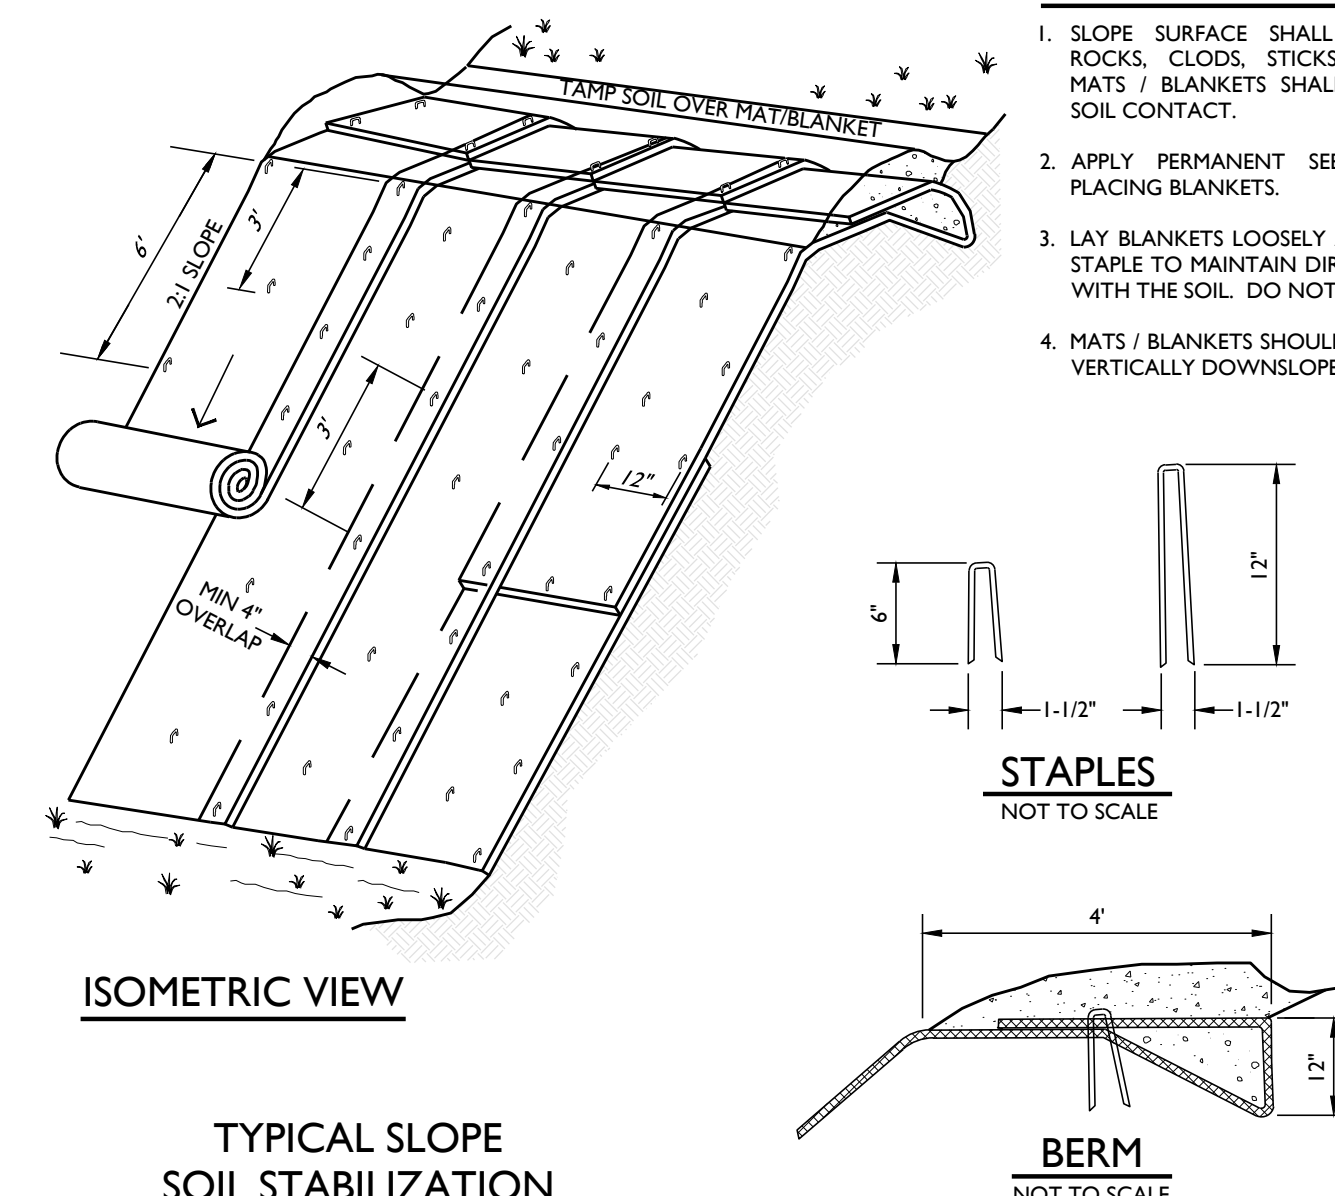 1. SLOPE SURFACE SHALL
ROCKS, CLODS, STICKS
MATS / BLANKETS SHALL
SOIL CONTACT.
2. APPLY PERMANENT SEE
PLACING BLANKETS.
3. LAY BLANKETS LOOSELY
STAPLE TO MAINTAIN DIR
WITH THE SOIL. DO NOT
4. MATS / BLANKETS SHOUL
VERTICALLY DOWNSLOPE
TAMP SOIL OVER MAT/BLANKET
6'
2:1 SLOPE
3'
3'
12"
MIN 4"
OVERLAP
ISOMETRIC VIEW
6"
12"
1-1/2"
1-1/2"
STAPLES
NOT TO SCALE
4'
12"
BERM
NOT TO SCALE
TYPICAL SLOPE
SOIL STABILIZATION